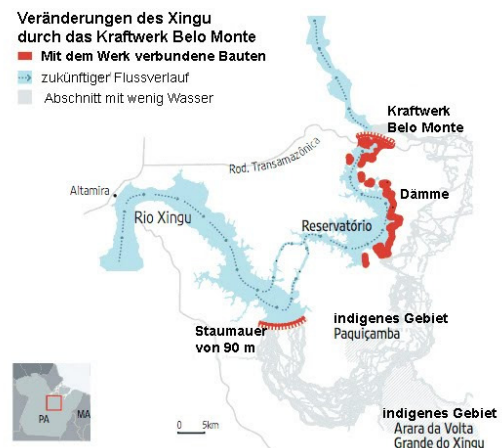 Veränderungen des Xingu
durch das Kraftwerk Belo Monte
Mit dem Werk verbundene Bauten
zukünftiger Flussverlauf
Abschnitt mit wenig Wasser
Kraftwerk
Belo Monte
Rod. Transamazônica
Altamira
Dämme
Rio Xingu
Reservatório
Staumauer
von 90 m
indigenes Gebiet
Paquiçamba
indigenes Gebiet
Arara da Volta
Grande do Xingu
PA
MA
0 5km